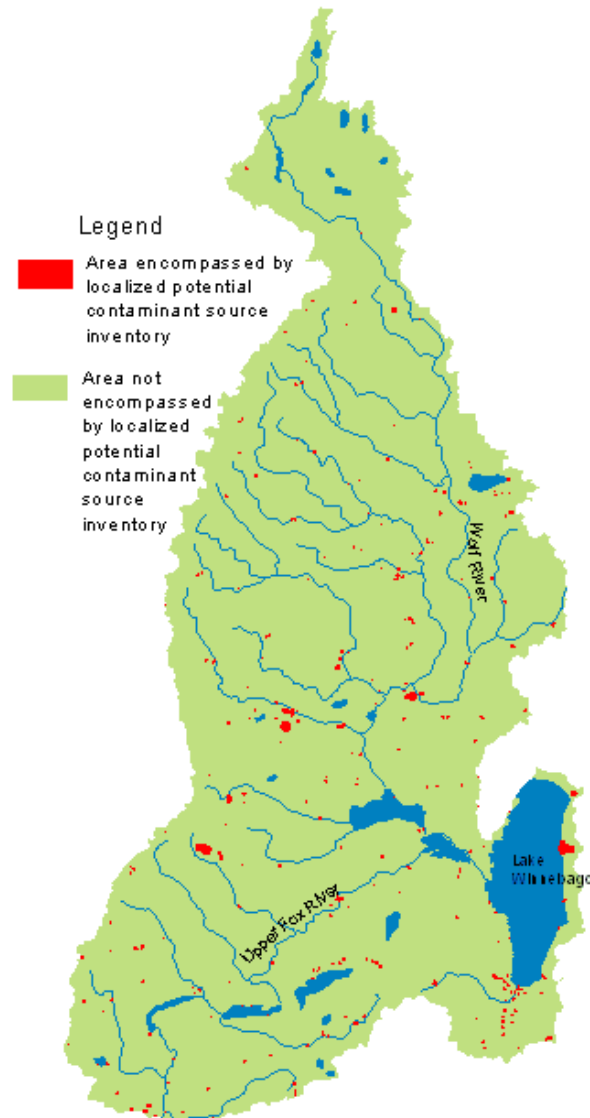 Legend
Area encompassed by
localized potential
contaminant source
inventory
Area not
encompassed
by localized
potential
contaminant
source
inventory
Wolf River
Lake
Winnebago
Upper Fox River